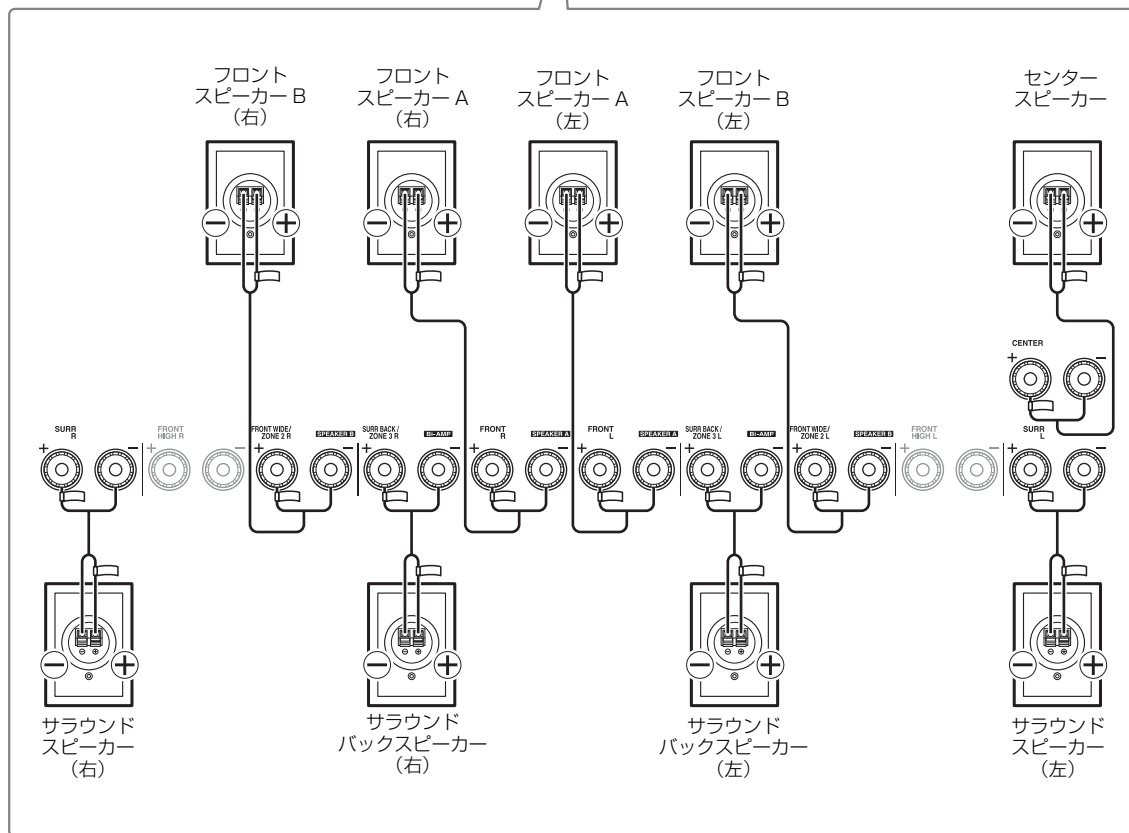 フロント
スピーカー B
（右）
フロント
スピーカー A
（右）
フロント
スピーカー A
（左）
フロント
スピーカー B
（左）
センター
スピーカー
− +
− +
− +
− +
− +
CENTER
+ −
SURR
R
+ −
FRONT
HIGH R
+ −
FRONT WIDE/
ZONE 2 R
SPEAKER B
+ −
SURR BACK /
ZONE 3 R
BI-AMP
+ −
FRONT
R
SPEAKER A
+ −
FRONT
L
SPEAKER A
+ −
SURR BACK /
ZONE 3 L
BI-AMP
+ −
FRONT WIDE/
ZONE 2 L
SPEAKER B
+ −
FRONT
HIGH L
+ −
SURR
L
+ −
− +
− +
− +
− +
サラウンド
スピーカー
（右）
サラウンド
バックスピーカー
（右）
サラウンド
バックスピーカー
（左）
サラウンド
スピーカー
（左）